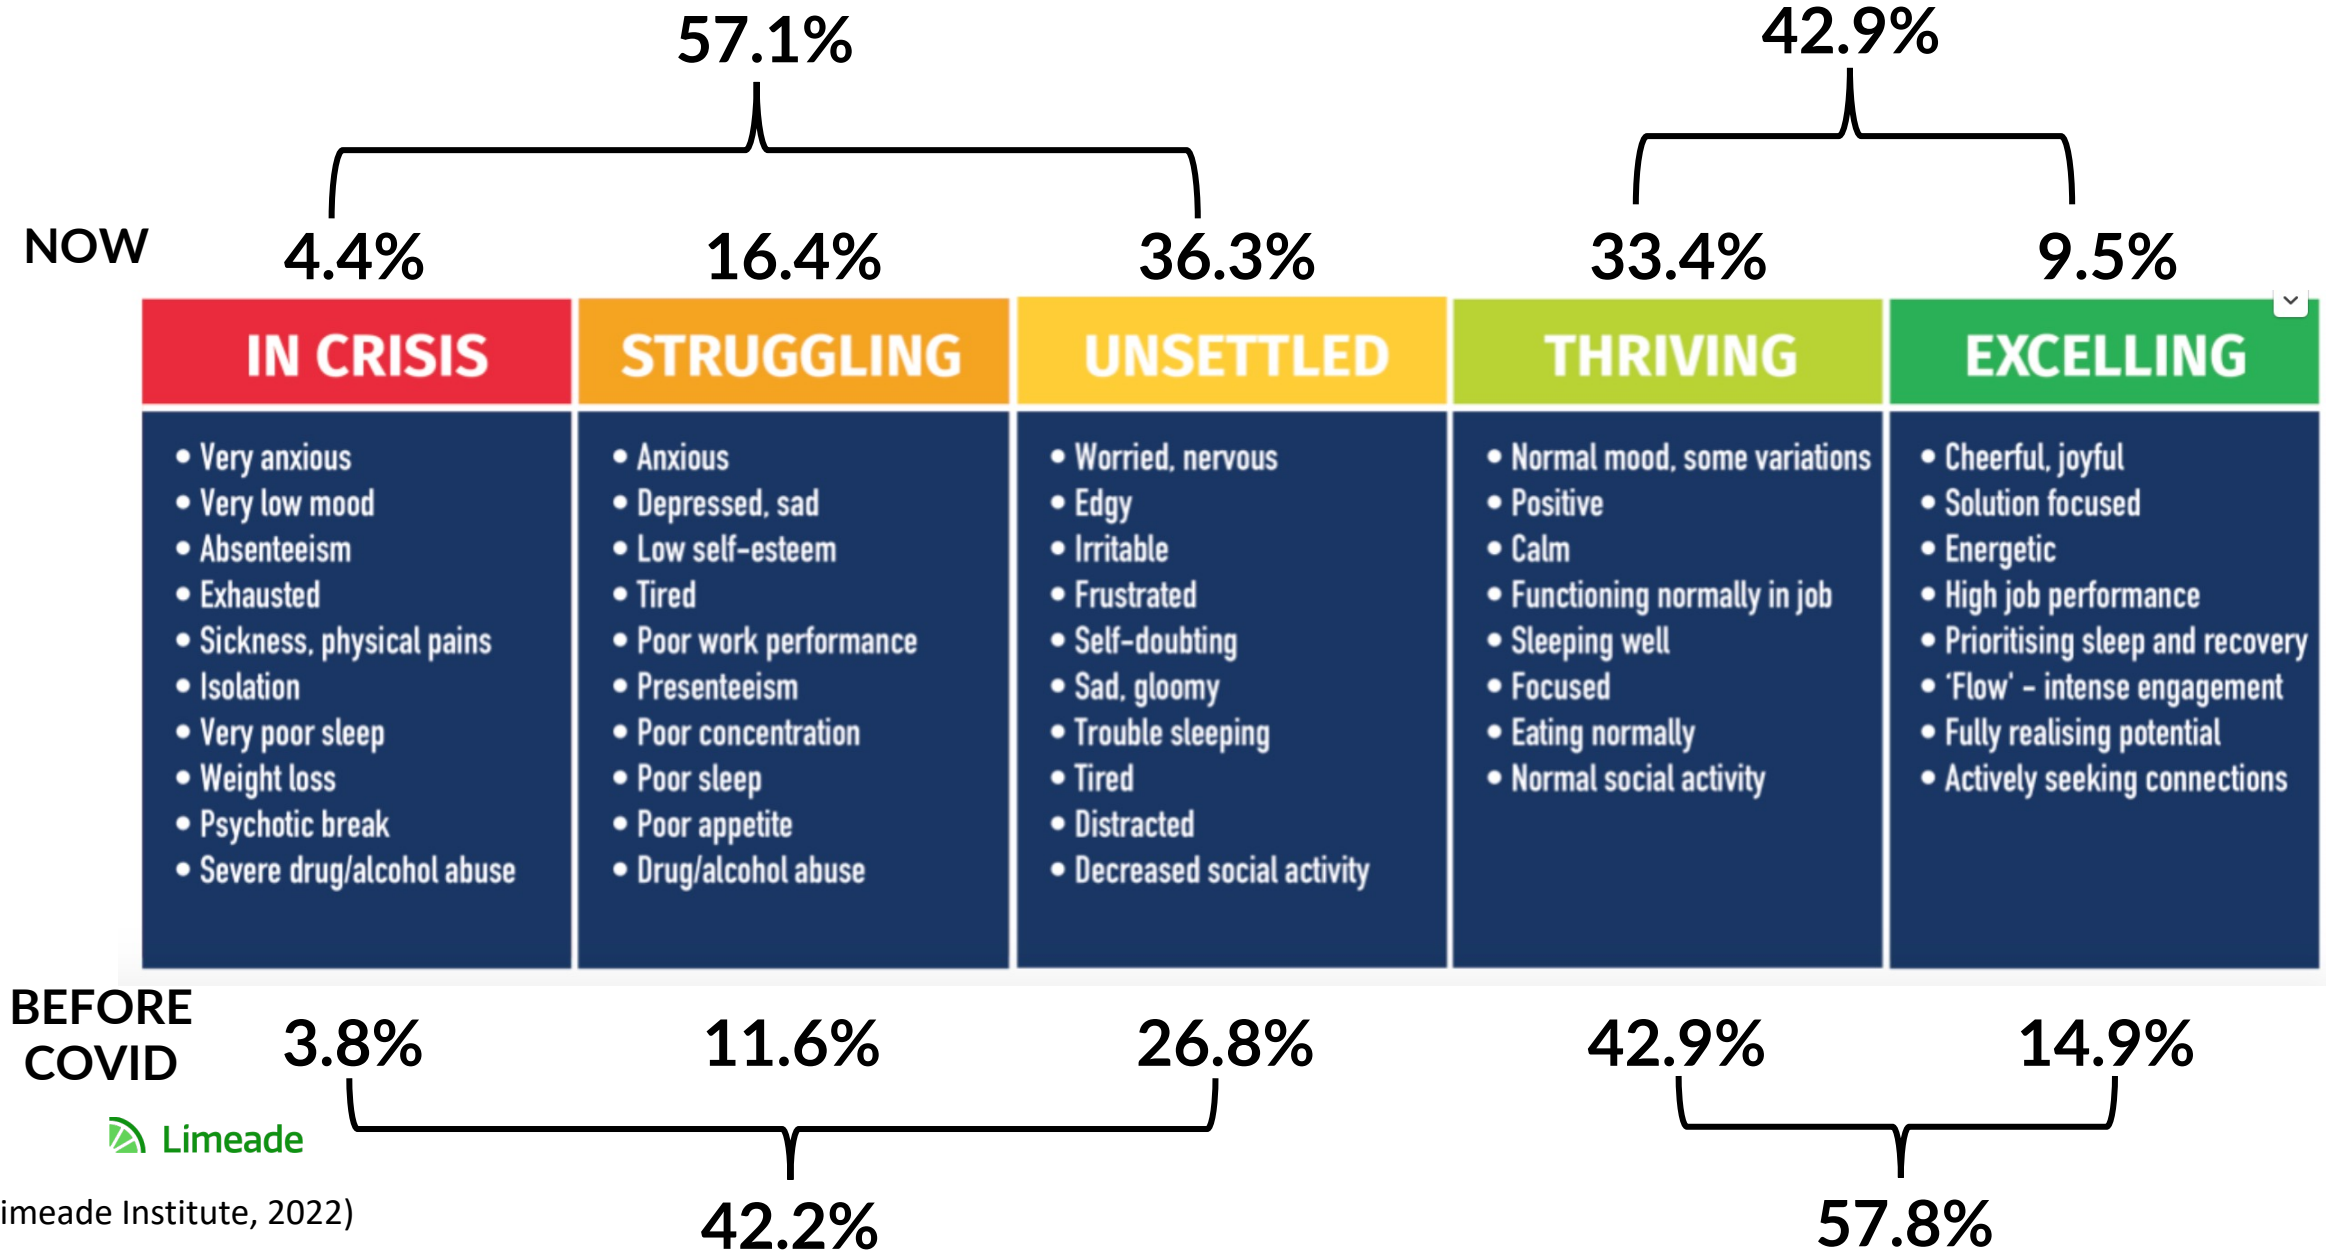 57.1%
42.9%
NOW
4.4%
16.4%
36.3%
33.4%
9.5%
IN CRISIS
• Very anxious
• Very low mood
• Absenteeism
• Exhausted
• Sickness, physical pains
• Isolation
• Very poor sleep
• Weight loss
• Psychotic break
• Severe drug/alcohol abuse
STRUGGLING
• Anxious
• Depressed, sad
• Low self-esteem
• Tired
• Poor work performance
• Presenteeism
• Poor concentration
• Poor sleep
• Poor appetite
• Drug/alcohol abuse
UNSETTLED
• Worried, nervous
• Edgy
• Irritable
• Frustrated
• Self-doubting
• Sad, gloomy
• Trouble sleeping
• Tired
• Distracted
• Decreased social activity
THRIVING
• Normal mood, some variations
• Positive
• Calm
• Functioning normally in job
• Sleeping well
• Focused
• Eating normally
• Normal social activity
EXCELLING
• Cheerful, joyful
• Solution focused
• Energetic
• High job performance
• Prioritising sleep and recovery
• 'Flow' - intense engagement
• Fully realising potential
• Actively seeking connections
BEFORE
COVID
3.8%
11.6%
26.8%
42.9%
14.9%
Limeade
imeade Institute, 2022)
42.2%
57.8%